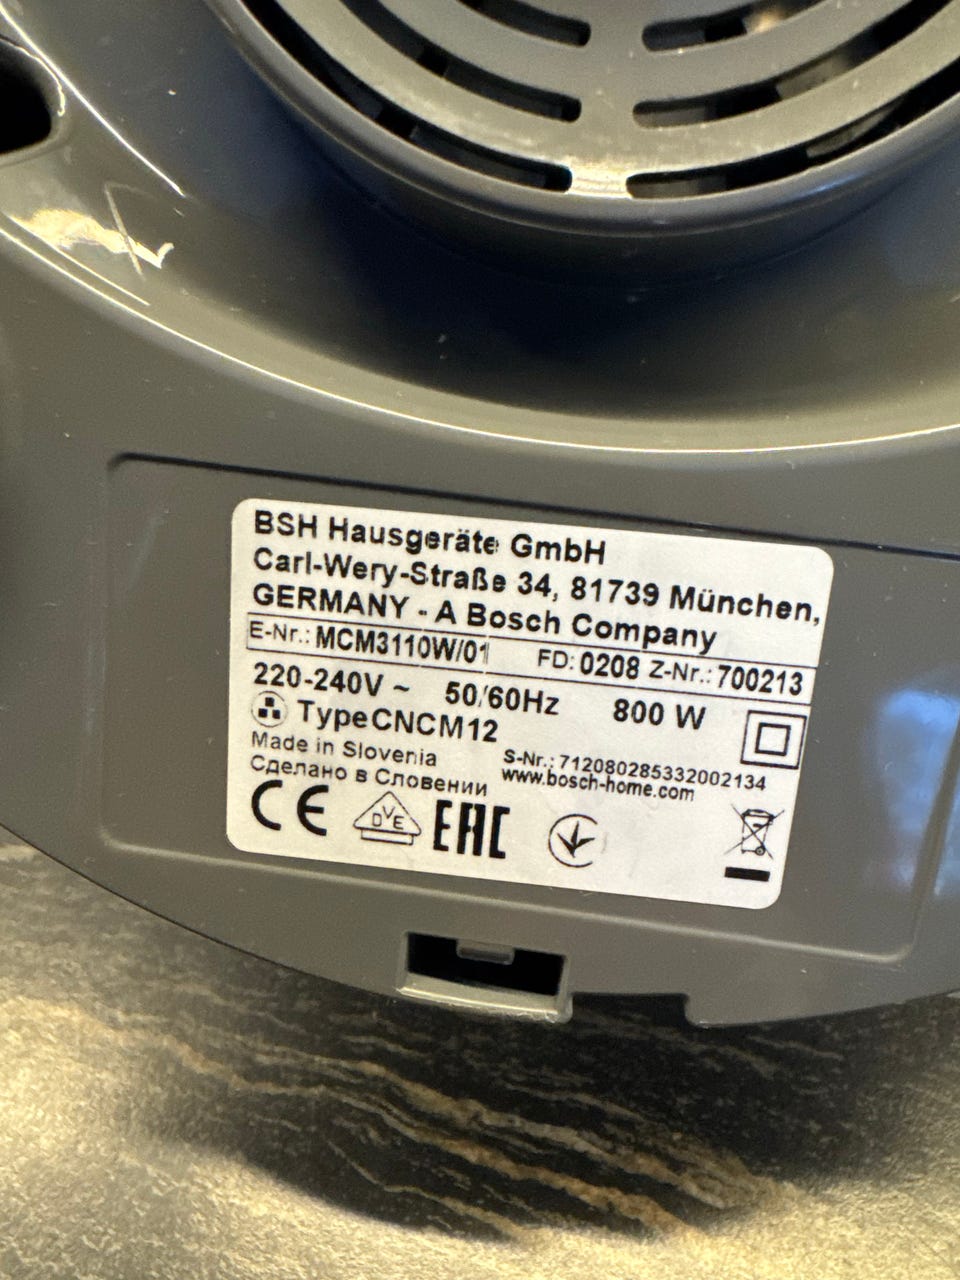 BSH Hausgeräte GmbH
Carl-Wery-Straße 34, 81739 München,
GERMANY - A Bosch Company
E-Nr.: MCM3110W/01 FD: 0208 Z-Nr.: 700213
220-240V ~ 50/60Hz 800 W
Type CNCM12
Made in Slovenia
Сделано в Словении
S-Nr.: 712080285332002134
www.bosch-home.com
CE DVE EAC